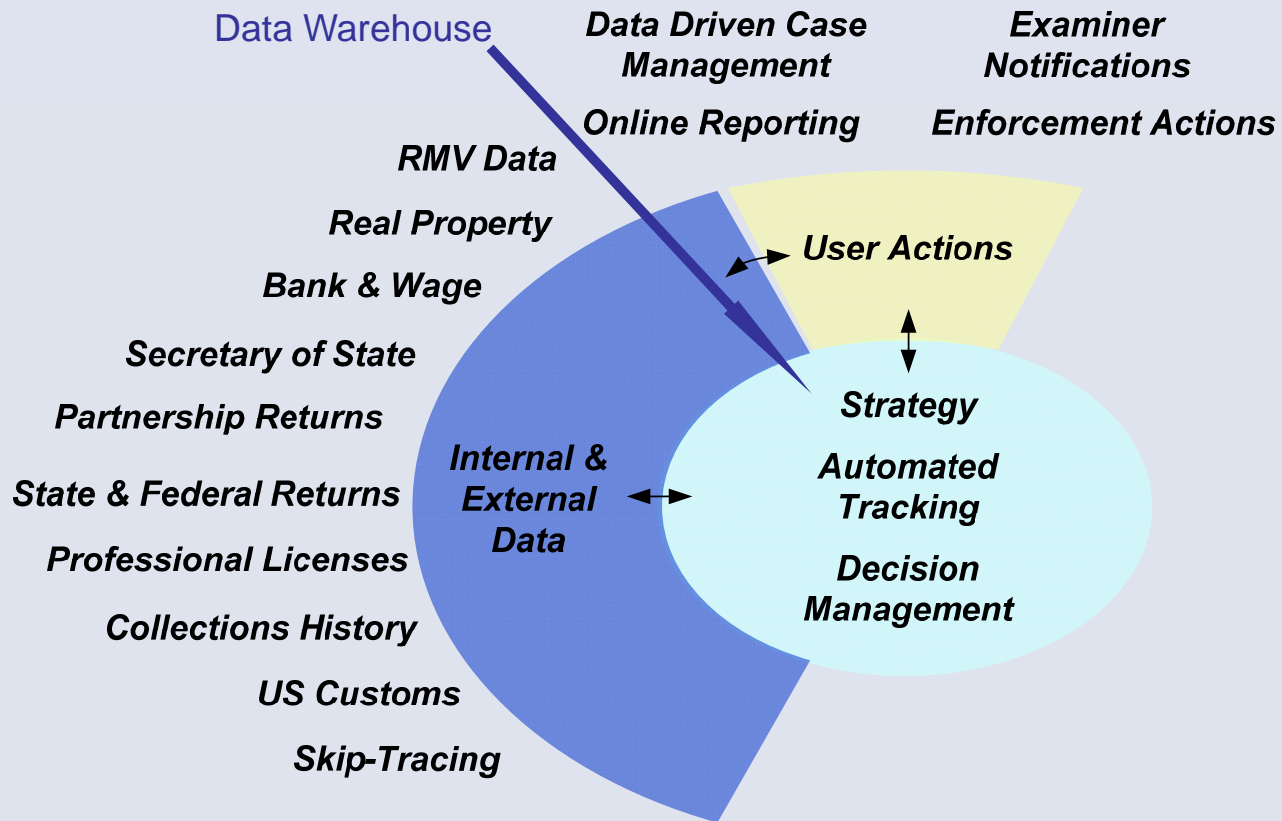 Data Warehouse
Data Driven Case
Management
Online Reporting
Examiner
Notifications
Enforcement Actions
RMV Data
Real Property
Bank & Wage
Secretary of State
Partnership Returns
State & Federal Returns
Professional Licenses
Collections History
US Customs
Skip-Tracing
Internal &
External
Data
User Actions
Strategy
Automated
Tracking
Decision
Management